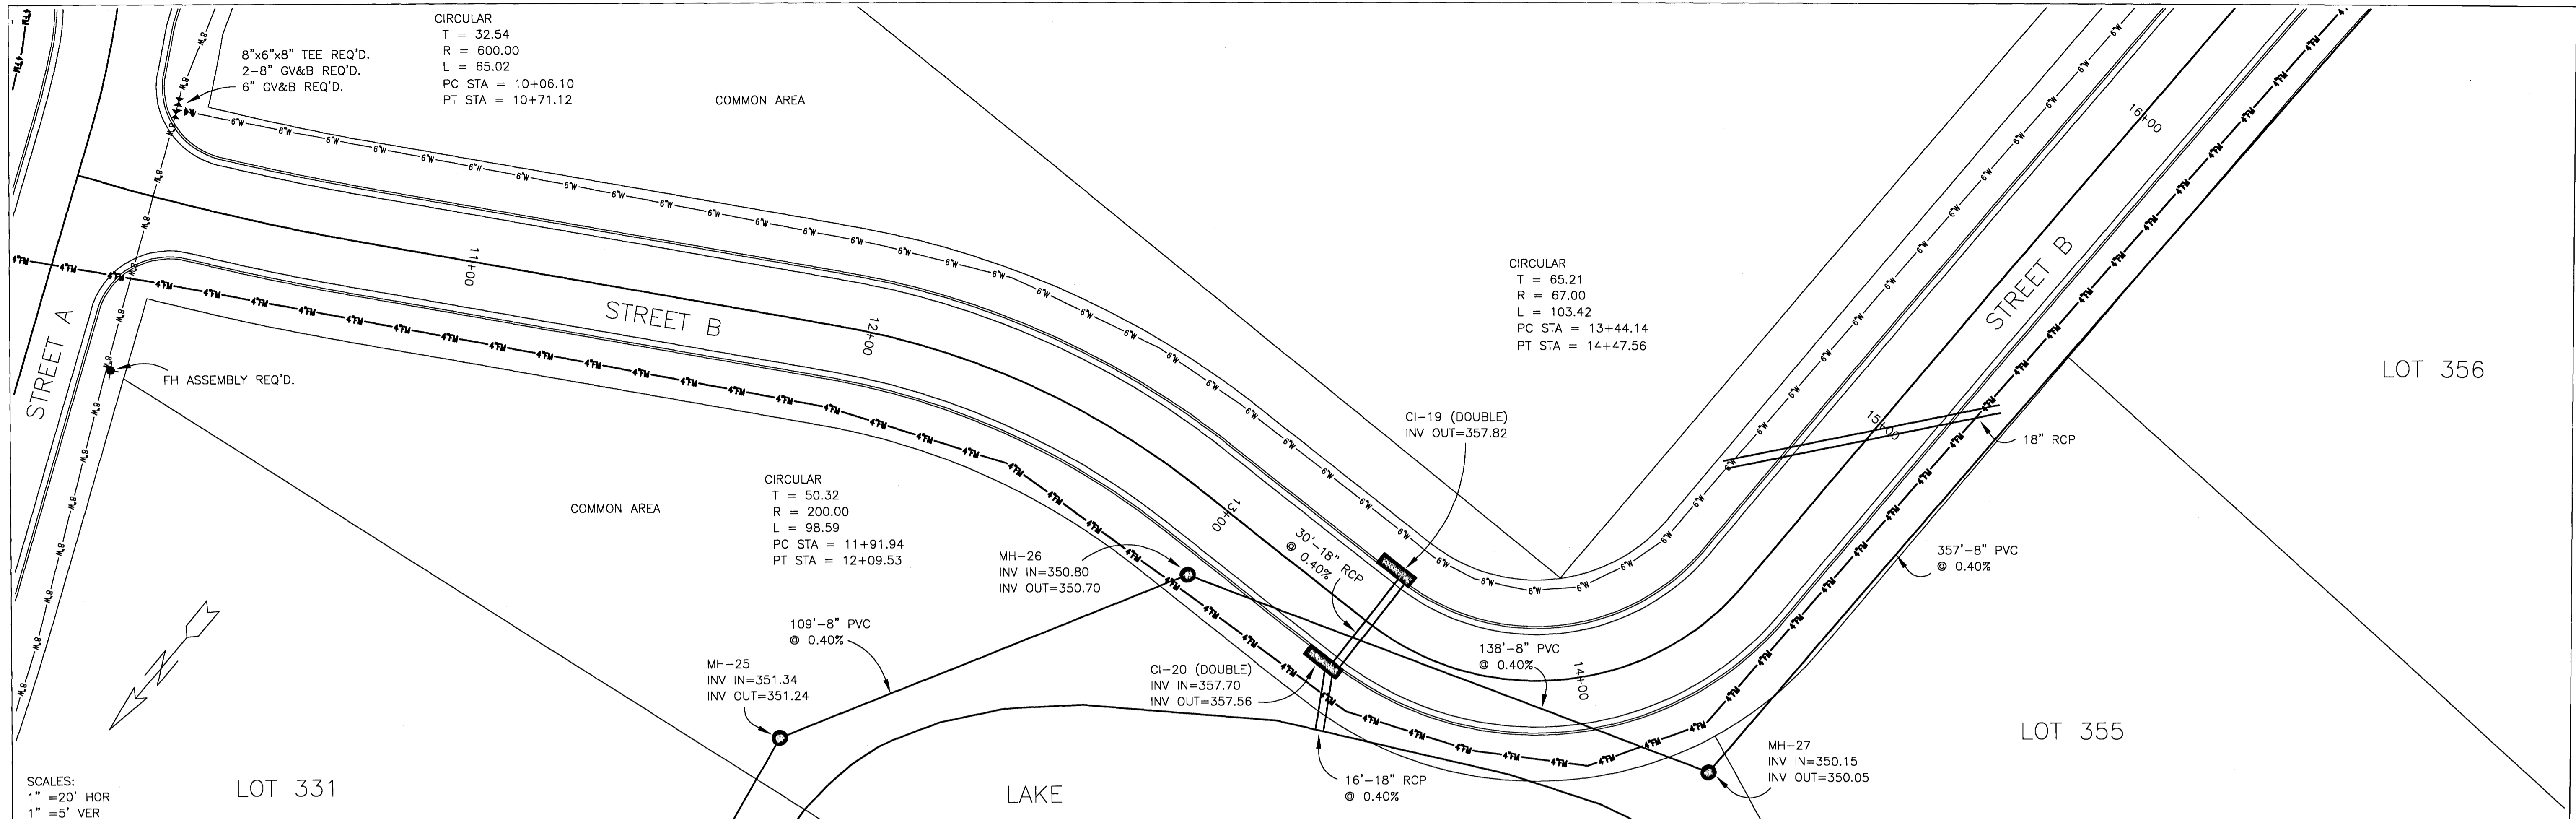 CIRCULAR
T = 32.54
R = 600.00
L = 65.02
PC STA = 10+06.10
PT STA = 10+71.12
8"x6"x8" TEE REQ'D.
2-8" GV&B REQ'D.
6" GV&B REQ'D.
COMMON AREA
16+00
STREET A
FH ASSEMBLY REQ'D.
11+00
STREET B
12+00
CIRCULAR
T = 65.21
R = 67.00
L = 103.42
PC STA = 13+44.14
PT STA = 14+47.56
STREET B
LOT 356
CI-19 (DOUBLE)
INV OUT=357.82
15+00
18" RCP
COMMON AREA
CIRCULAR
T = 50.32
R = 200.00
L = 98.59
PC STA = 11+91.94
PT STA = 12+09.53
13+00
MH-26
INV IN=350.80
INV OUT=350.70
30'-18" RCP
@ 0.40%
357'-8" PVC
@ 0.40%
109'-8" PVC
@ 0.40%
MH-25
INV IN=351.34
INV OUT=351.24
CI-20 (DOUBLE)
INV IN=357.70
INV OUT=357.56
138'-8" PVC
@ 0.40%
14+00
N
LOT 355
MH-27
INV IN=350.15
INV OUT=350.05
16'-18" RCP
@ 0.40%
SCALES:
1" =20' HOR
1" =5' VER
LOT 331
LAKE
8"W
6"W
4"FM